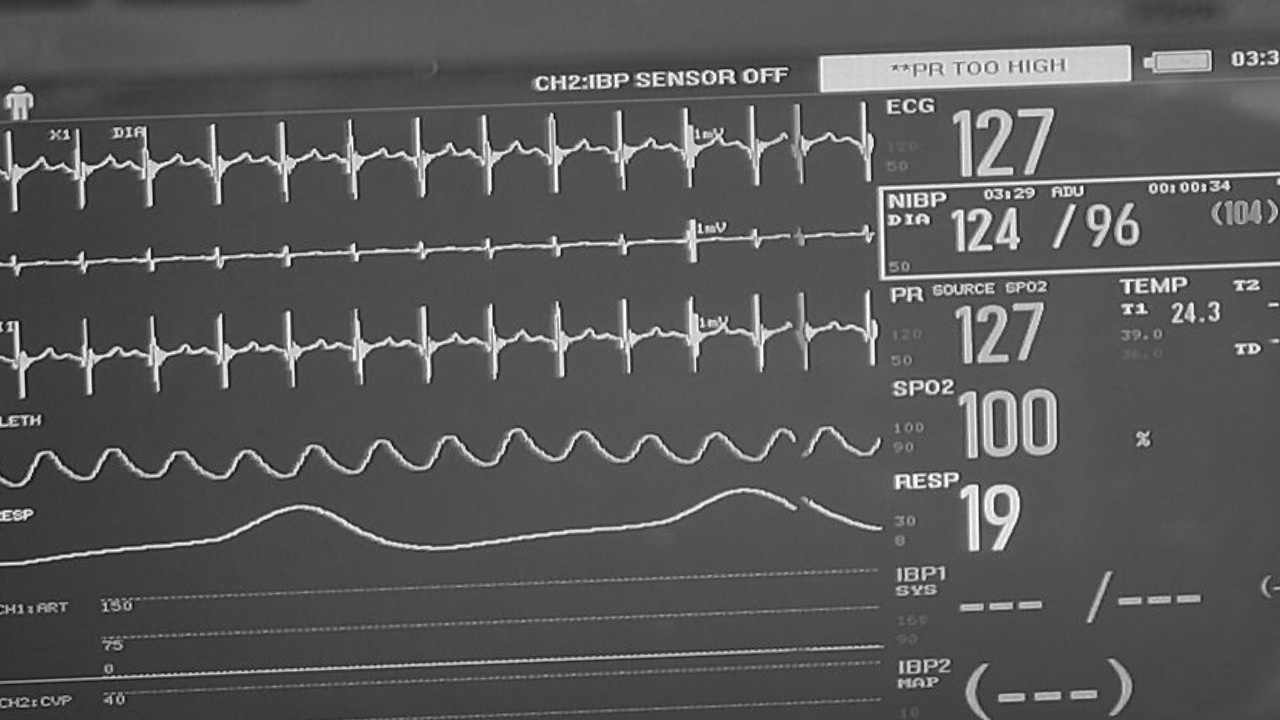 CH2:IBP SENSOR OFF **PR TOO HIGH 03:3
X1 DIA 1mV
ECG 127
120
50
NIBP 03:29 ADU 00:00:34
DIA 124 / 96 (104)
50
1mV
PR SOURCE SPO2 127
120
50
TEMP T2
T1 24.3
39.0
36.0
TD
1mV
LETH
SPO2 100 %
100
90
ESP
RESP 19
30
8
CH1:ART 150
75
0
IBP1
SYS --- / ---
160
90
CH2:CVP 40
IBP2
MAP (---)
10